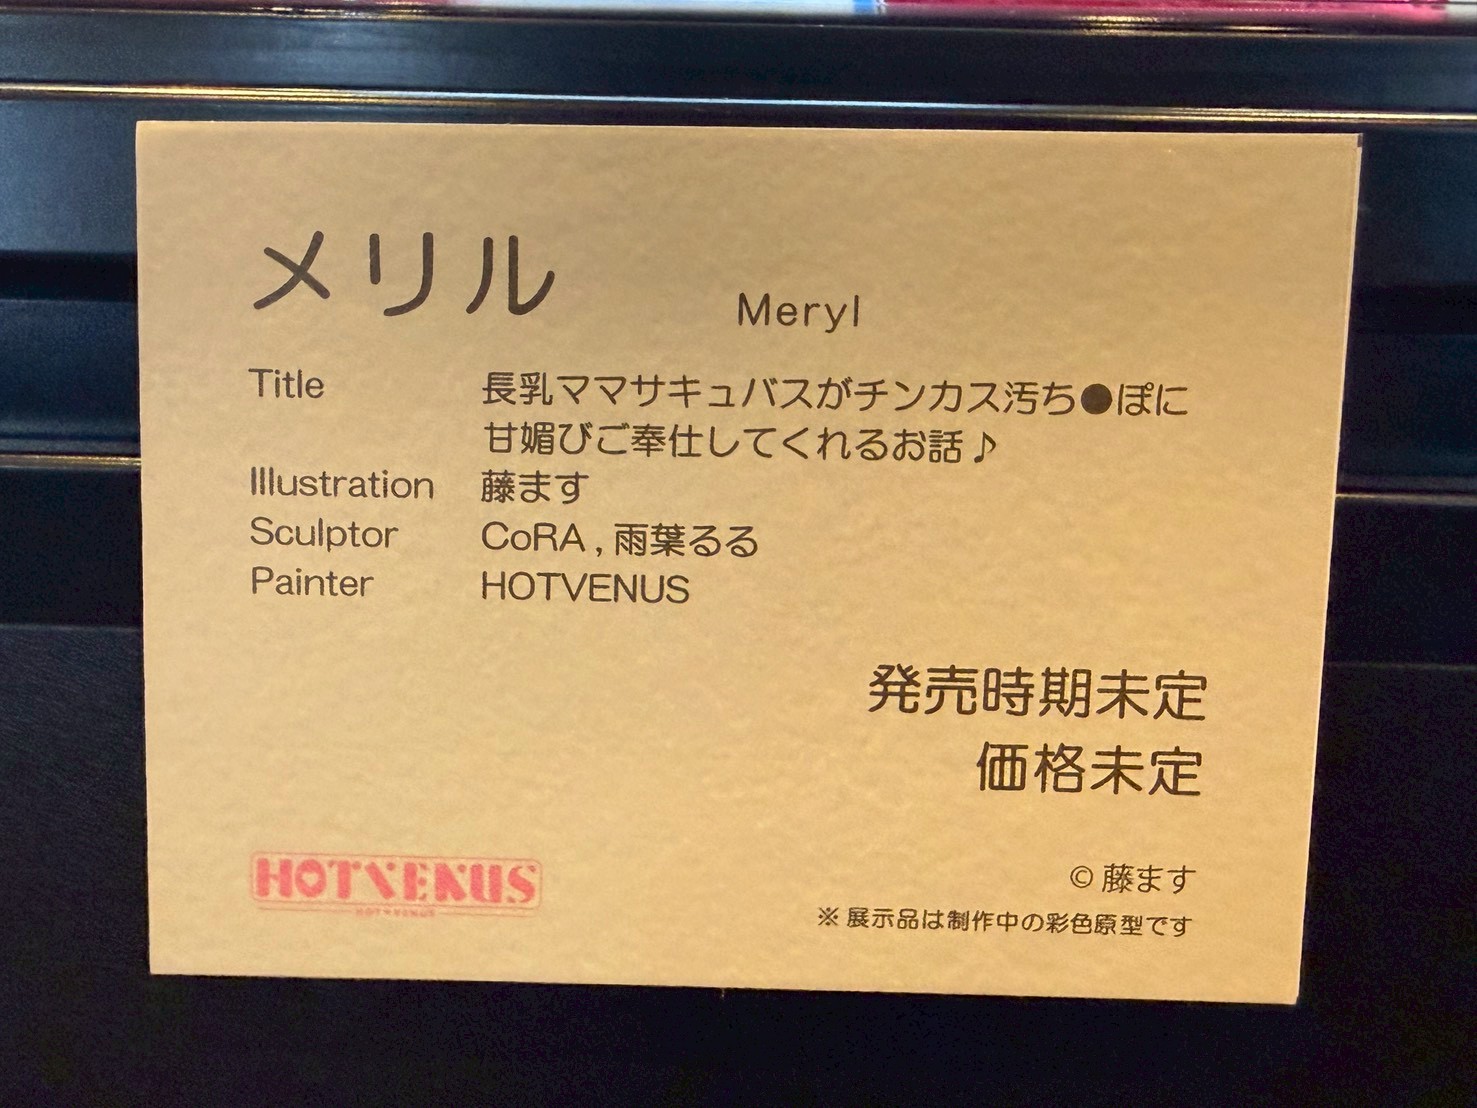 メリル Meryl
Title 長乳ママサキュバスがチンカス汚ち●ぽに
甘媚びご奉仕してくれるお話♪
Illustration 藤ます
Sculptor CoRA , 雨葉るる
Painter HOTVENUS
発売時期未定
価格未定
HOTVENUS
© 藤ます
※ 展示品は制作中の彩色原型です